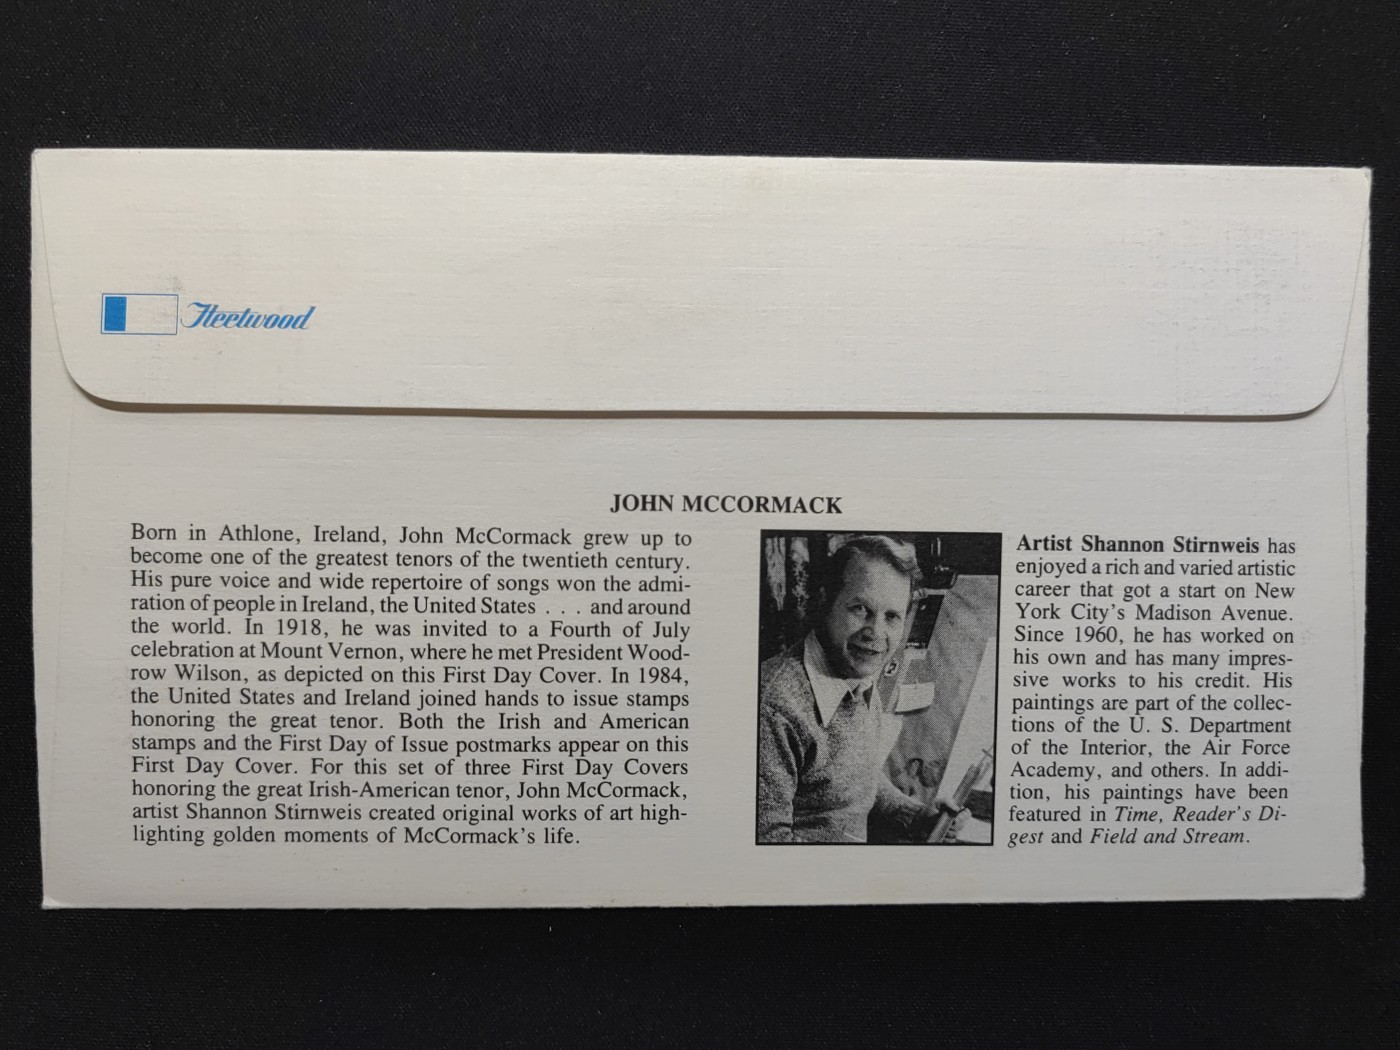 Fleetwood
JOHN MCCORMACK
Born in Athlone, Ireland, John McCormack grew up to
become one of the greatest tenors of the twentieth century.
His pure voice and wide repertoire of songs won the admi-
ration of people in Ireland, the United States . . . and around
the world. In 1918, he was invited to a Fourth of July
celebration at Mount Vernon, where he met President Wood-
row Wilson, as depicted on this First Day Cover. In 1984,
the United States and Ireland joined hands to issue stamps
honoring the great tenor. Both the Irish and American
stamps and the First Day of Issue postmarks appear on this
First Day Cover. For this set of three First Day Covers
honoring the great Irish-American tenor, John McCormack,
artist Shannon Stirnweis created original works of art high-
lighting golden moments of McCormack's life.
Artist Shannon Stirnweis has
enjoyed a rich and varied artistic
career that got a start on New
York City's Madison Avenue.
Since 1960, he has worked on
his own and has many impres-
sive works to his credit. His
paintings are part of the collec-
tions of the U. S. Department
of the Interior, the Air Force
Academy, and others. In addi-
tion, his paintings have been
featured in Time, Reader's Di-
gest and Field and Stream.